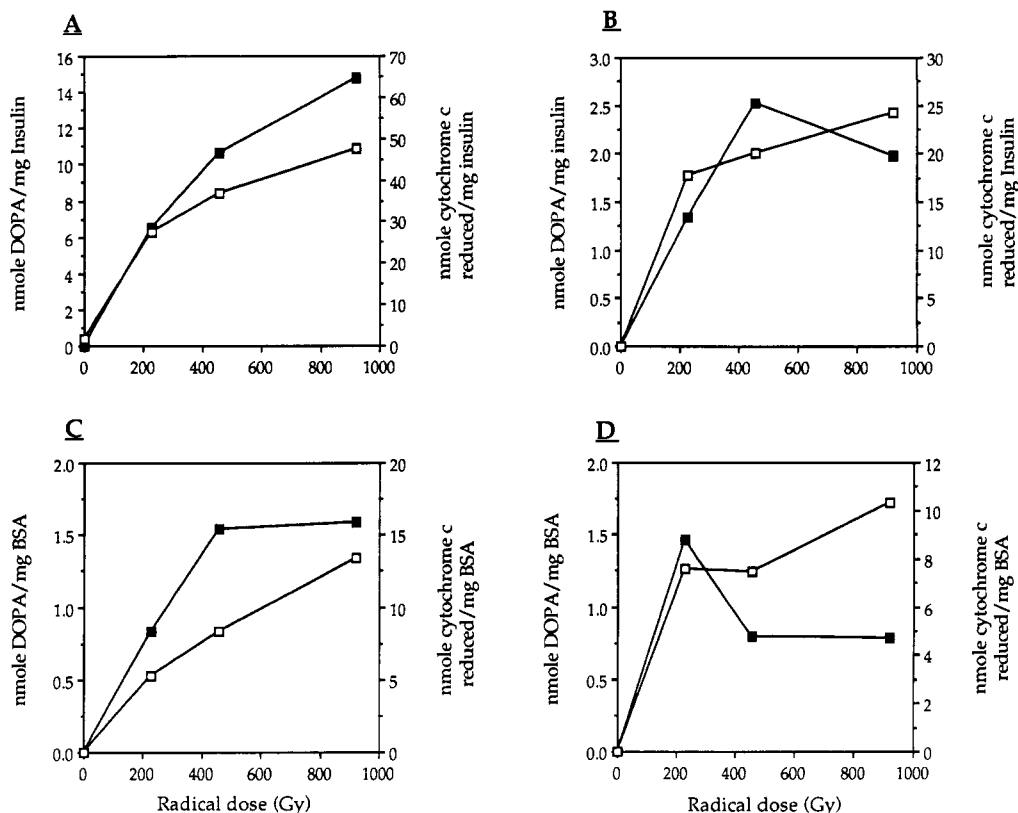 A
nmole DOPA/mg Insulin
16
14
12
10
8
6
4
2
0
70
60
50
40
30
20
10
0
nmole cytochrome c
reduced/mg insulin
0 200 400 600 800 1000
B
nmole DOPA/mg insulin
3.0
2.5
2.0
1.5
1.0
0.5
0.0
30
25
20
15
10
5
0
nmole cytochrome c
reduced/mg Insulin
0 200 400 600 800 1000
C
nmole DOPA/mg BSA
2.0
1.5
1.0
0.5
0.0
20
15
10
5
0
nmole cytochrome c
reduced/mg BSA
0 200 400 600 800 1000
Radical dose (Gy)
D
nmole DOPA/mg BSA
2.0
1.5
1.0
0.5
0.0
12
10
8
6
4
2
0
nmole cytochrome c
reduced/mg BSA
0 200 400 600 800 1000
Radical dose (Gy)